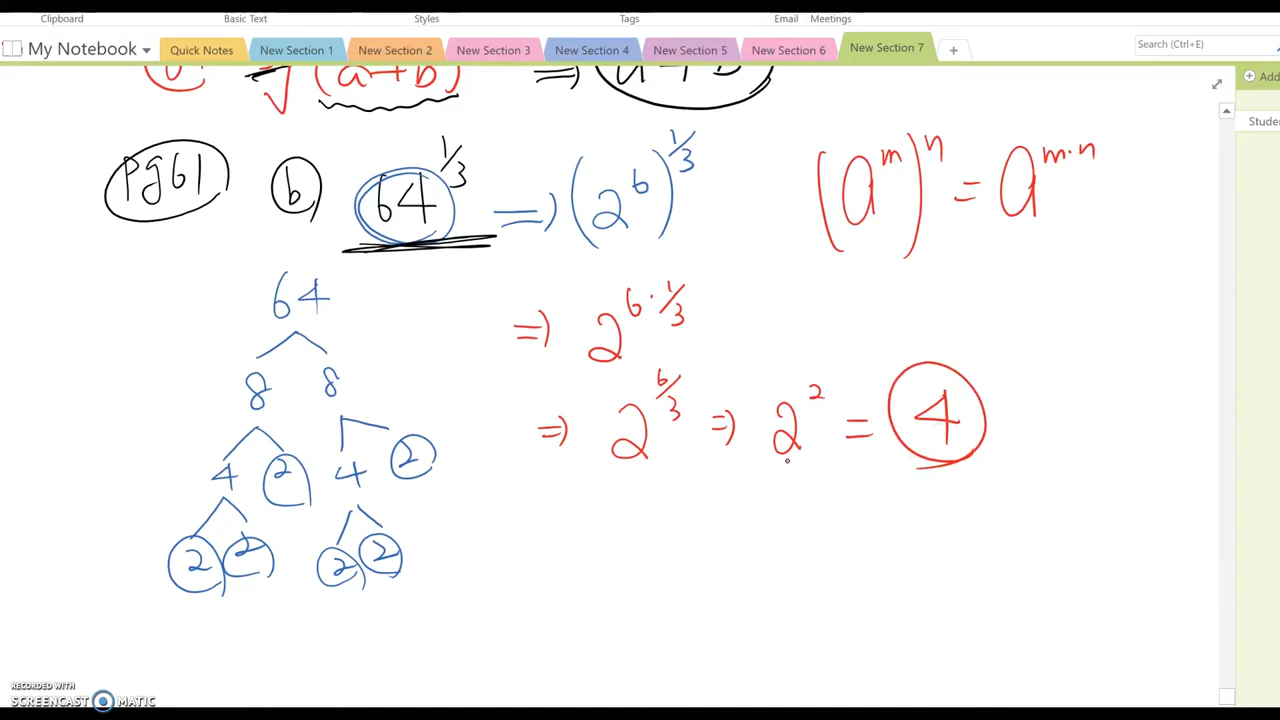 Clipboard Basic Text Styles Tags Email Meetings
My Notebook Quick Notes New Section 1 New Section 2 New Section 3 New Section 4 New Section 5 New Section 6 New Section 7 + Search (Ctrl+E)
(a+b) => a+b
Add
Studen
Pg61 b) 64^(1/3) => (2^6)^(1/3) (a^m)^n = a^(m·n)
64 => 2^(6·1/3)
8 8 => 2^(6/3) => 2^2 = 4
4 2 4 2
2 2 2 2
RECORDED WITH
SCREENCAST MATIC